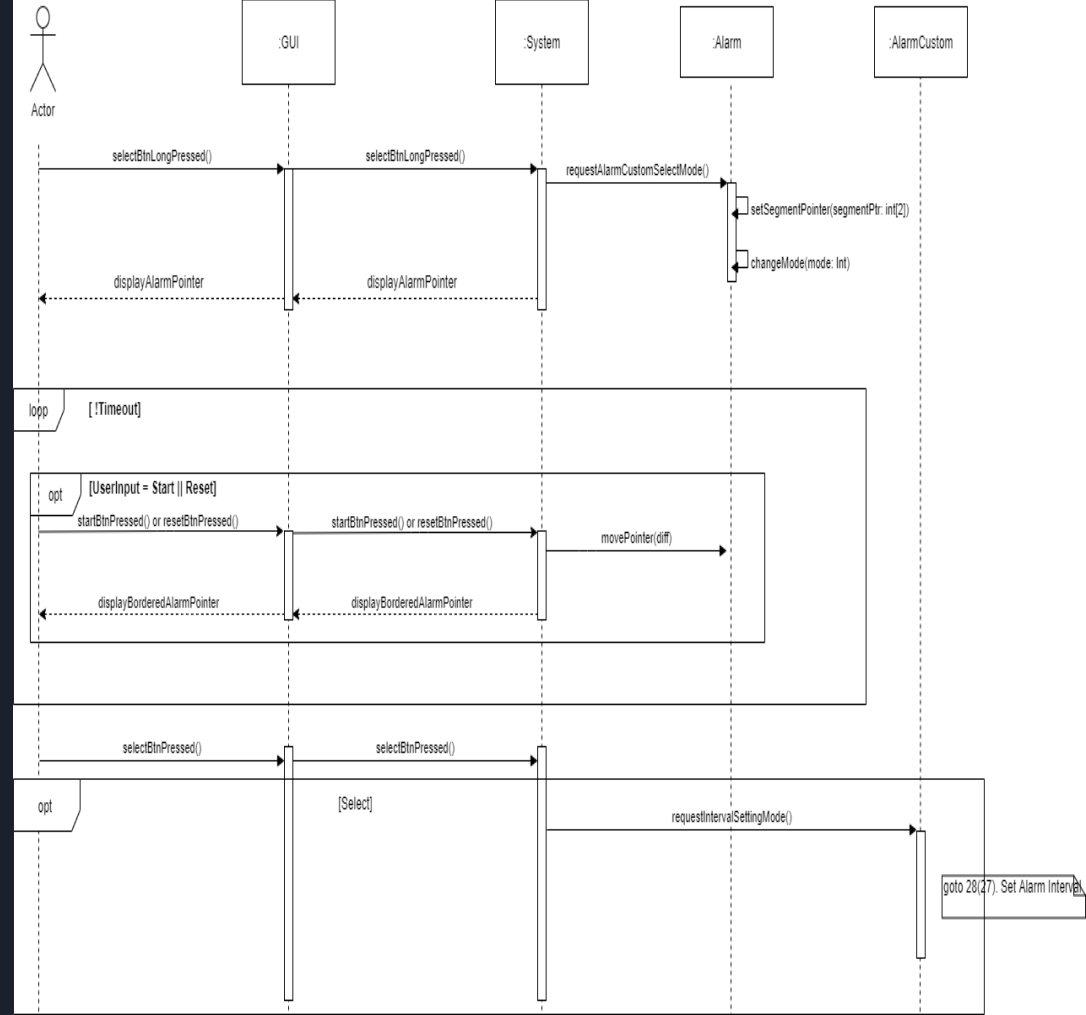 :GUI
:System
:Alarm
:AlarmCustom
Actor
selectBtnLongPressed()
selectBtnLongPressed()
requestAlarmCustomSelectMode()
setSegmentPointer(segmentPtr: int[2])
changeMode(mode: Int)
displayAlarmPointer
displayAlarmPointer
loop
[ !Timeout]
opt
[UserInput = Start || Reset]
startBtnPressed() or resetBtnPressed()
startBtnPressed() or resetBtnPressed()
movePointer(diff)
displayBorderedAlarmPointer
displayBorderedAlarmPointer
selectBtnPressed()
selectBtnPressed()
opt
[Select]
requestIntervalSettingMode()
goto 28(27). Set Alarm Interval